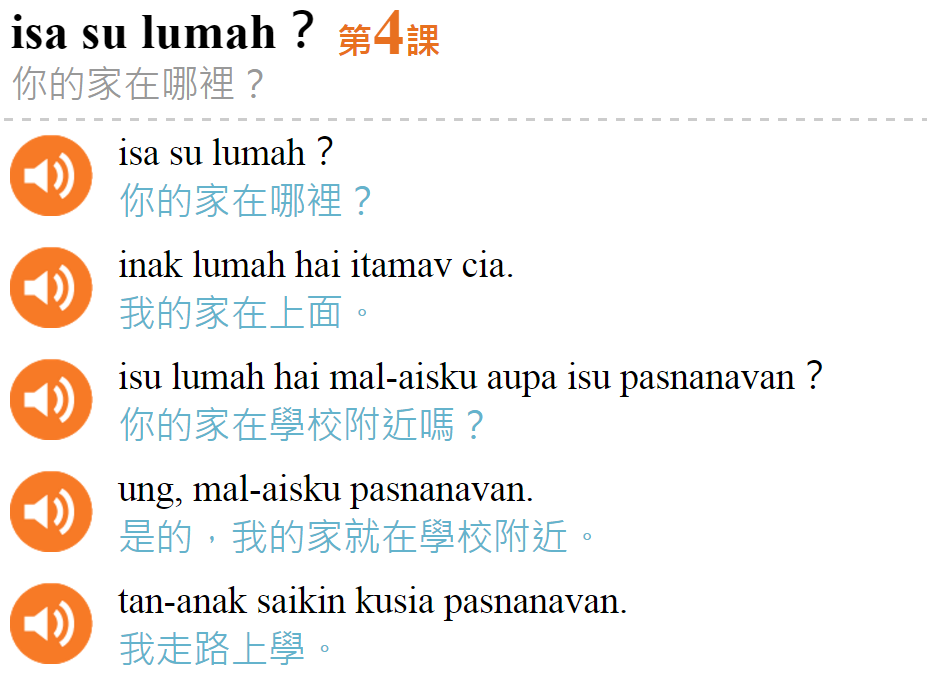 isa su lumah？ 第4課
你的家在哪裡？
isa su lumah？
你的家在哪裡？
inak lumah hai itamav cia.
我的家在上面。
isu lumah hai mal-aisku aupa isu pasnanavan？
你的家在學校附近嗎？
ung, mal-aisku pasnanavan.
是的，我的家就在學校附近。
tan-anak saikin kusia pasnanavan.
我走路上學。